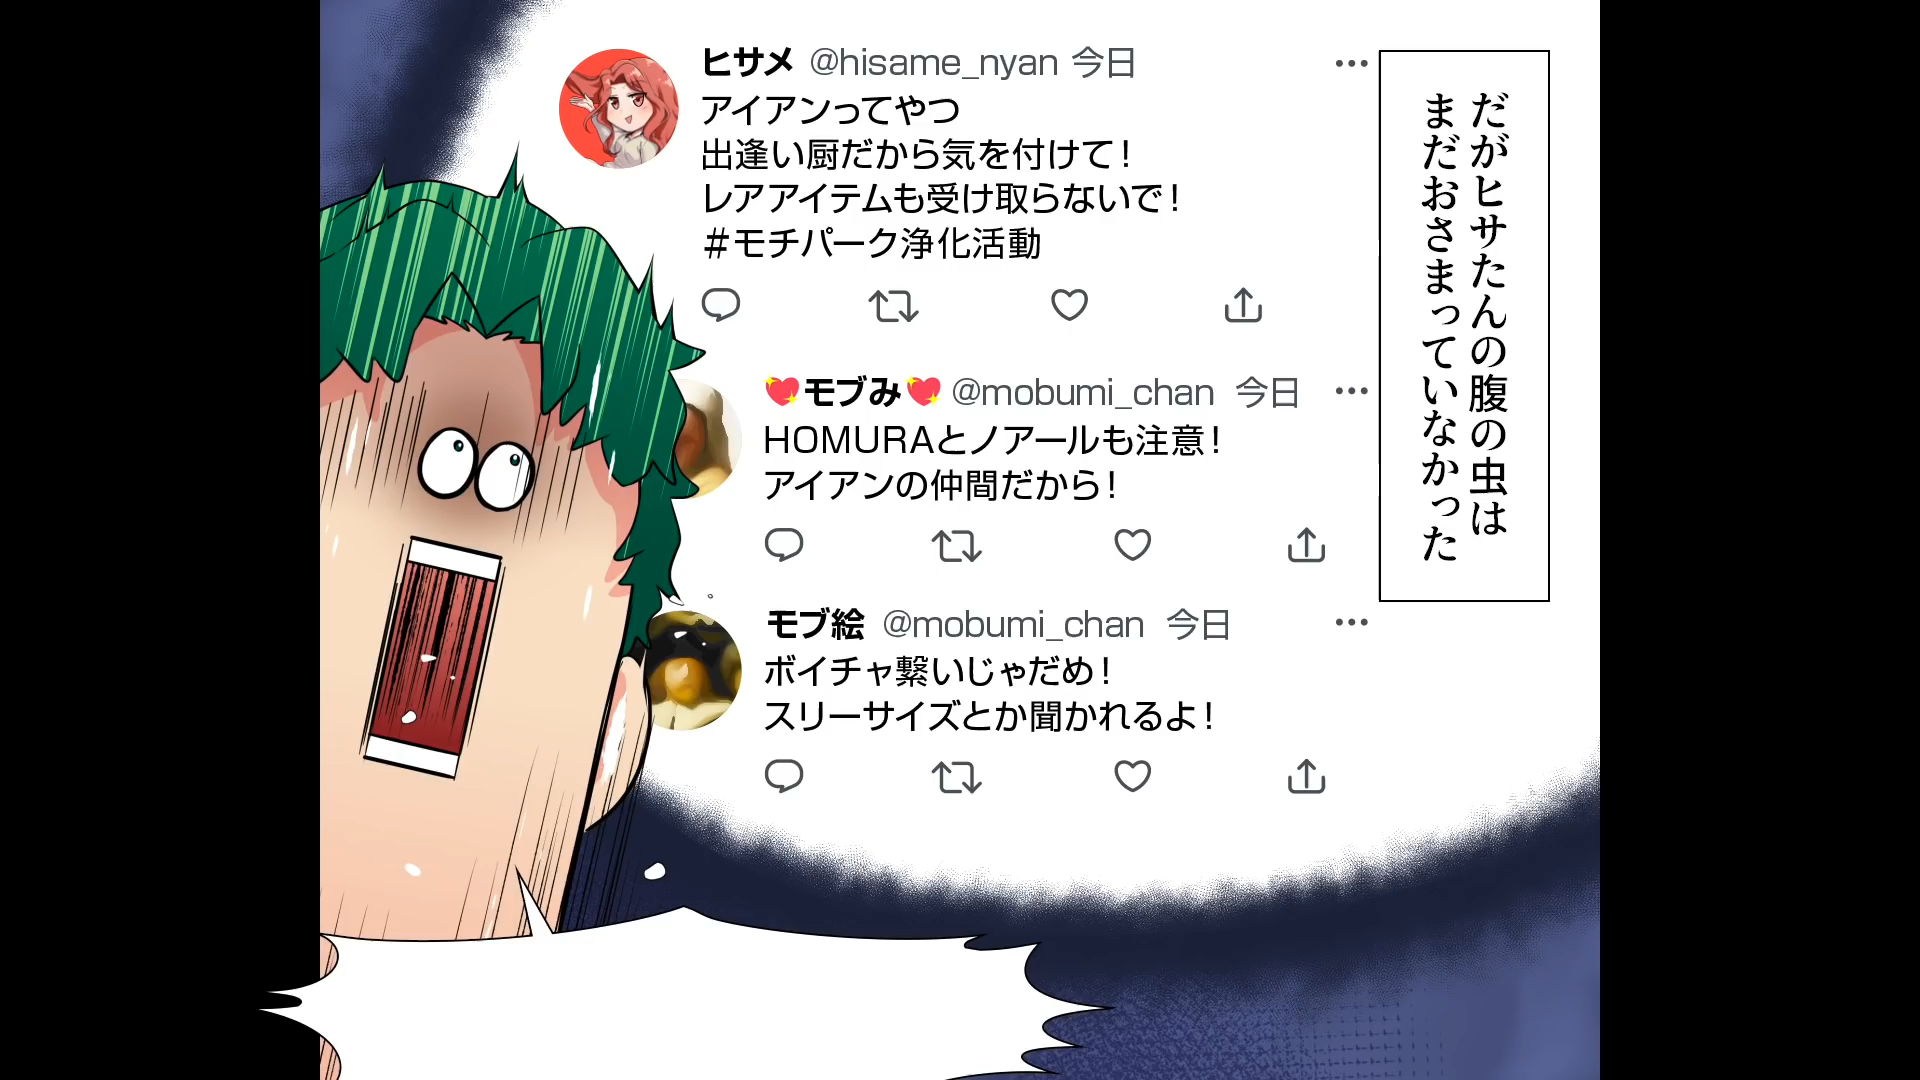 だがヒサたんの腹の虫は
まだおさまっていなかった
ヒサメ @hisame_nyan 今日
アイアンってやつ
出逢い厨だから気を付けて！
レアアイテムも受け取らないで！
＃モチパーク浄化活動
💖モブみ💖 @mobumi_chan 今日
HOMURAとノアールも注意！
アイアンの仲間だから！
モブ絵 @mobumi_chan 今日
ボイチャ繋いじゃだめ！
スリーサイズとか聞かれるよ！